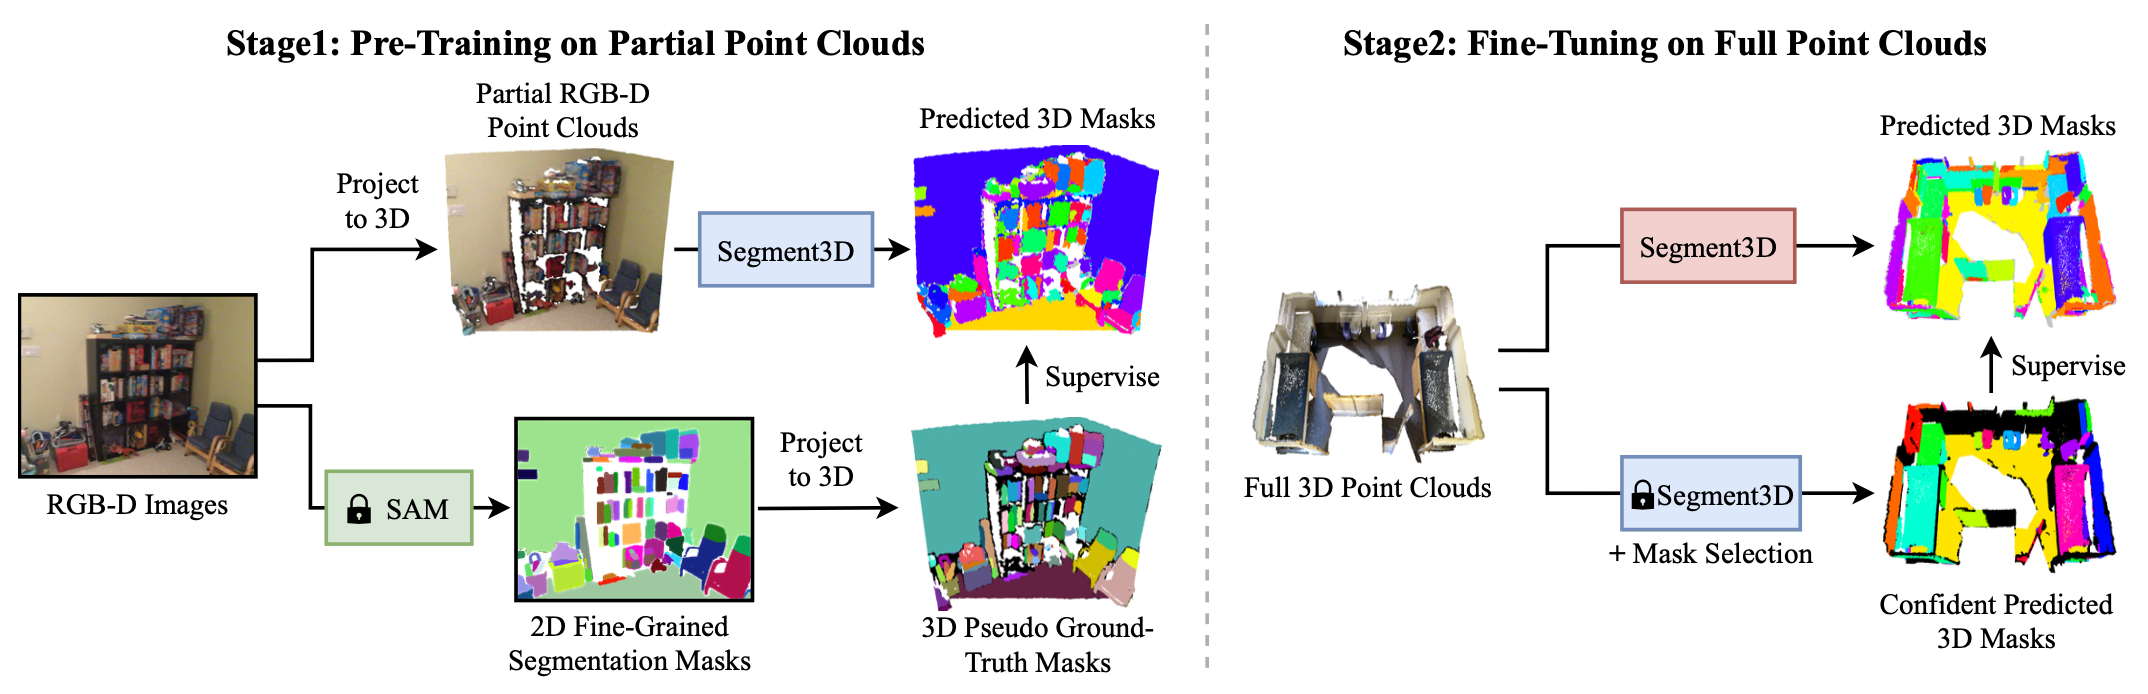 Stage1: Pre-Training on Partial Point Clouds
Partial RGB-D
Point Clouds
Predicted 3D Masks
Project
to 3D
Segment3D
RGB-D Images
SAM
Project
to 3D
Supervise
2D Fine-Grained
Segmentation Masks
3D Pseudo Ground-
Truth Masks
Stage2: Fine-Tuning on Full Point Clouds
Predicted 3D Masks
Segment3D
Full 3D Point Clouds
Supervise
Segment3D
+ Mask Selection
Confident Predicted
3D Masks